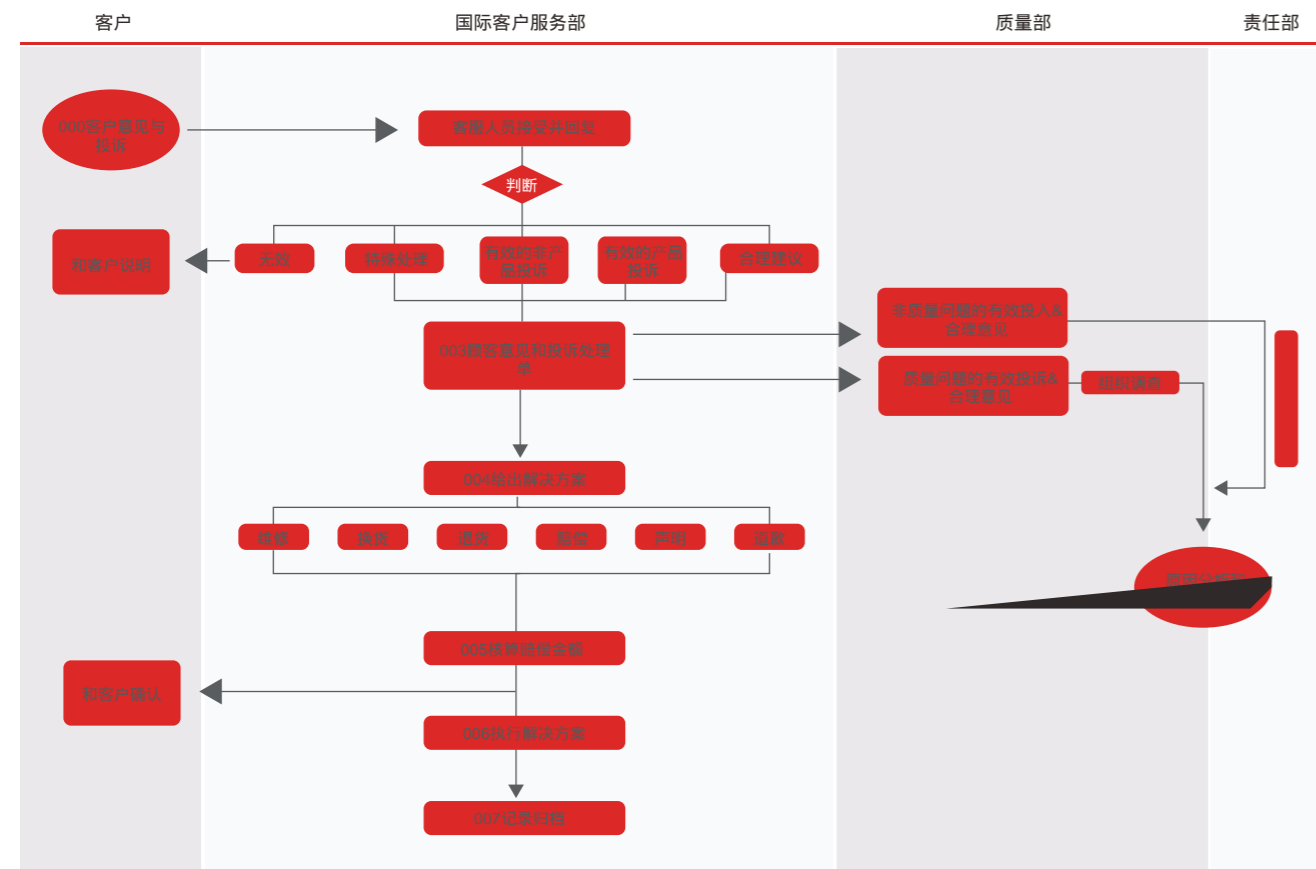 客户
国际客户服务部
质量部
责任部
000客户意见与
投诉
客报人员接受并回复
判断
和客户说明
无效
特殊处理
有效的非产
品投诉
有效的产品
投诉
合理建议
非质量问题的有效投入&
合理意见
003顾客意见和投诉处理
单
质量问题的有效投诉&
合理意见
组织调查
004给出解决方案
维修
换货
退货
赔偿
声明
道歉
原因分析
005核算赔偿金额
和客户确认
006执行解决方案
007记录归档